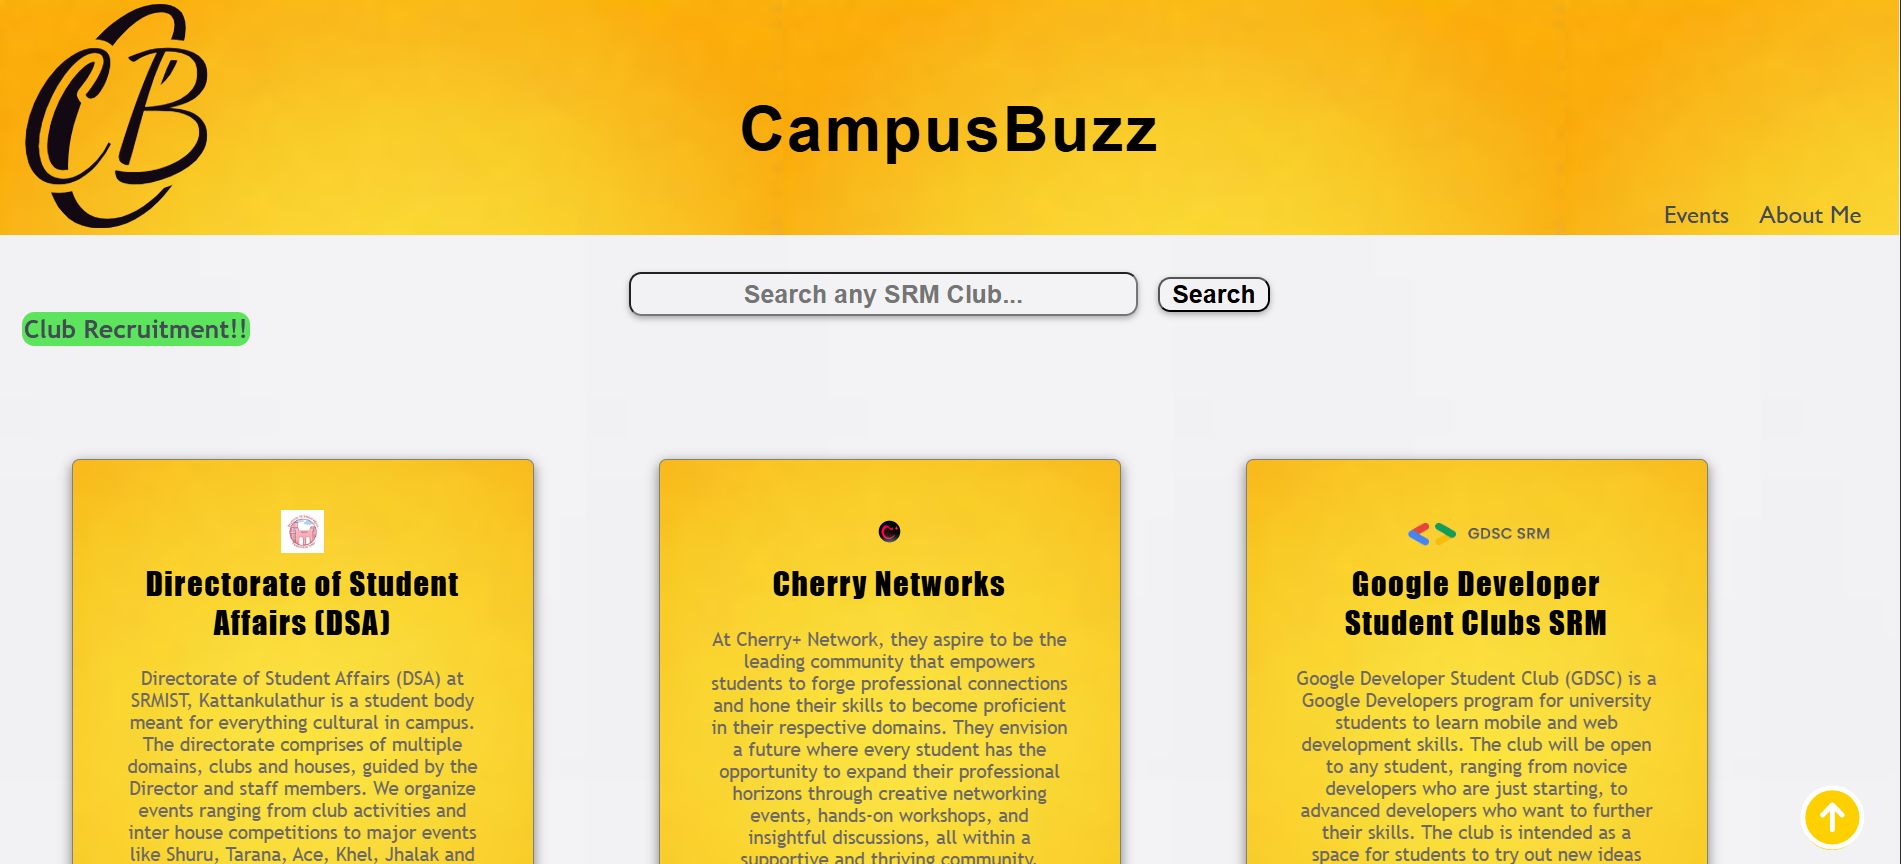 CB
CampusBuzz
Events About Me
Search any SRM Club... Search
Club Recruitment!!
Directorate of Student
Affairs (DSA)
Directorate of Student Affairs (DSA) at
SRMIST, Kattankulathur is a student body
meant for everything cultural in campus.
The directorate comprises of multiple
domains, clubs and houses, guided by the
Director and staff members. We organize
events ranging from club activities and
inter house competitions to major events
like Shuru, Tarana, Ace, Khel, Jhalak and
Cherry Networks
At Cherry+ Network, they aspire to be the
leading community that empowers
students to forge professional connections
and hone their skills to become proficient
in their respective domains. They envision
a future where every student has the
opportunity to expand their professional
horizons through creative networking
events, hands-on workshops, and
insightful discussions, all within a
supportive and thriving community.
GDSC SRM
Google Developer
Student Clubs SRM
Google Developer Student Club (GDSC) is a
Google Developers program for university
students to learn mobile and web
development skills. The club will be open
to any student, ranging from novice
developers who are just starting, to
advanced developers who want to further
their skills. The club is intended as a
space for students to try out new ideas